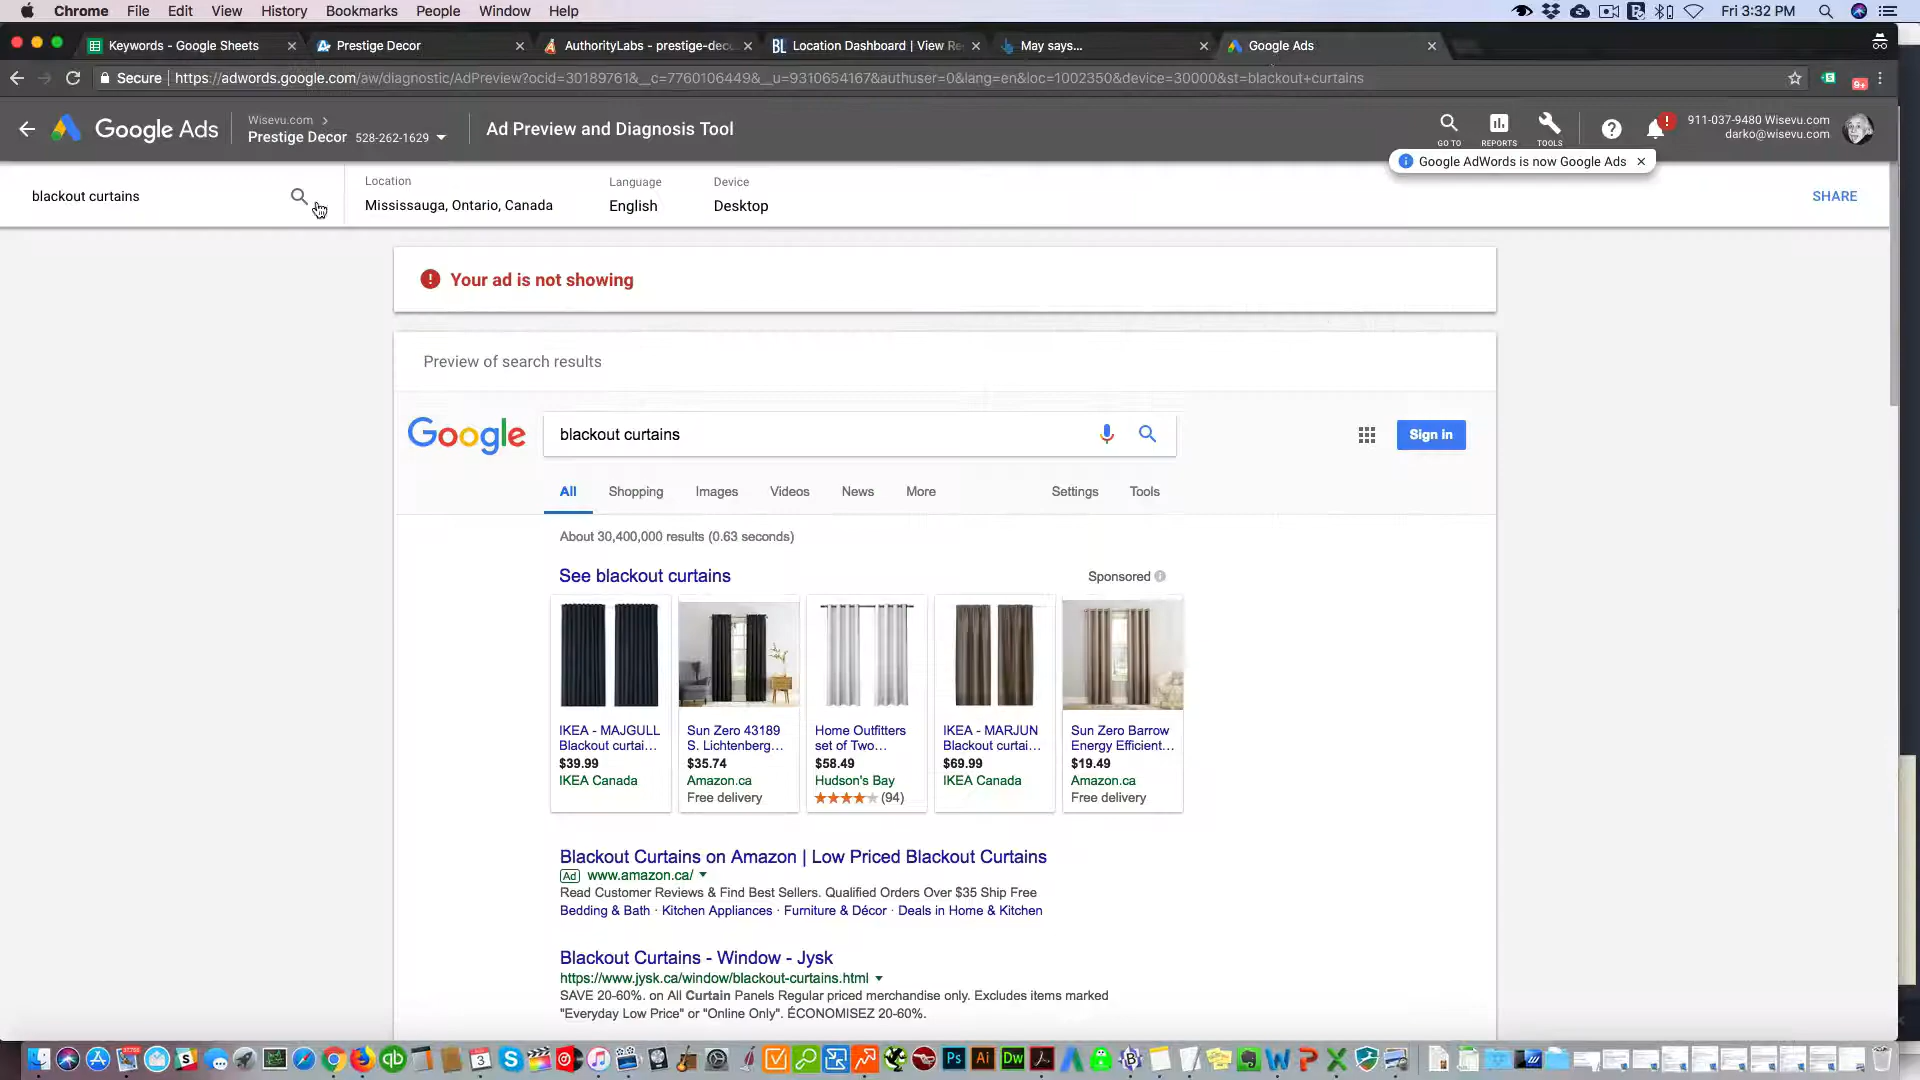 Chrome File Edit View History Bookmarks People Window Help Fri 3:32 PM
Keywords - Google Sheets Prestige Decor AuthorityLabs - prestige-deco BL Location Dashboard | View Re May says... Google Ads
Secure https://adwords.google.com/aw/diagnostic/AdPreview?ocid=30189761&__c=7760106449&__u=9310654167&authuser=0&lang=en&loc=1002350&device=30000&st=blackout+curtains
9+
Google Ads
Wisevu.com
Prestige Decor 528-262-1629
Ad Preview and Diagnosis Tool
GO TO REPORTS TOOLS
911-037-9480 Wisevu.com
darko@wisevu.com
Google AdWords is now Google Ads
blackout curtains
Location
Mississauga, Ontario, Canada
Language
English
Device
Desktop
SHARE
Your ad is not showing
Preview of search results
Google
blackout curtains
Sign in
All Shopping Images Videos News More Settings Tools
About 30,400,000 results (0.63 seconds)
See blackout curtains Sponsored
IKEA - MAJGULL
Blackout curtai...
$39.99
IKEA Canada
Sun Zero 43189
S. Lichtenberg...
$35.74
Amazon.ca
Free delivery
Home Outfitters
set of Two...
$58.49
Hudson's Bay
(94)
IKEA - MARJUN
Blackout curtai...
$69.99
IKEA Canada
Sun Zero Barrow
Energy Efficient...
$19.49
Amazon.ca
Free delivery
Blackout Curtains on Amazon | Low Priced Blackout Curtains
Ad www.amazon.ca/
Read Customer Reviews & Find Best Sellers. Qualified Orders Over $35 Ship Free
Bedding & Bath · Kitchen Appliances · Furniture & Décor · Deals in Home & Kitchen
Blackout Curtains - Window - Jysk
https://www.jysk.ca/window/blackout-curtains.html
SAVE 20-60%. on All Curtain Panels Regular priced merchandise only. Excludes items marked
"Everyday Low Price" or "Online Only". ÉCONOMISEZ 20-60%.
qb 3 Ps Ai Dw